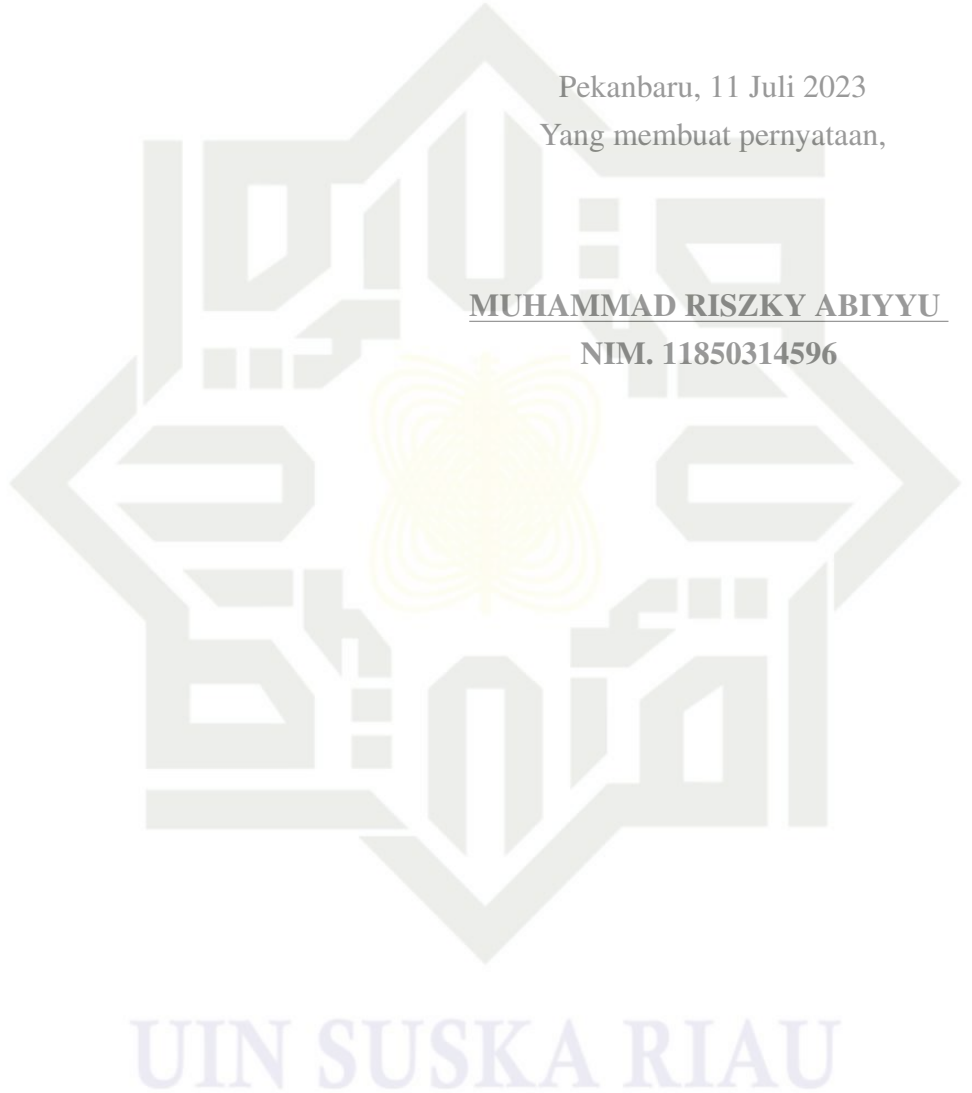 Pekanbaru, 11 Juli 2023
Yang membuat pernyataan,
MUHAMMAD RISZKY ABIYYU
NIM. 11850314596
UIN SUSKA RIAU